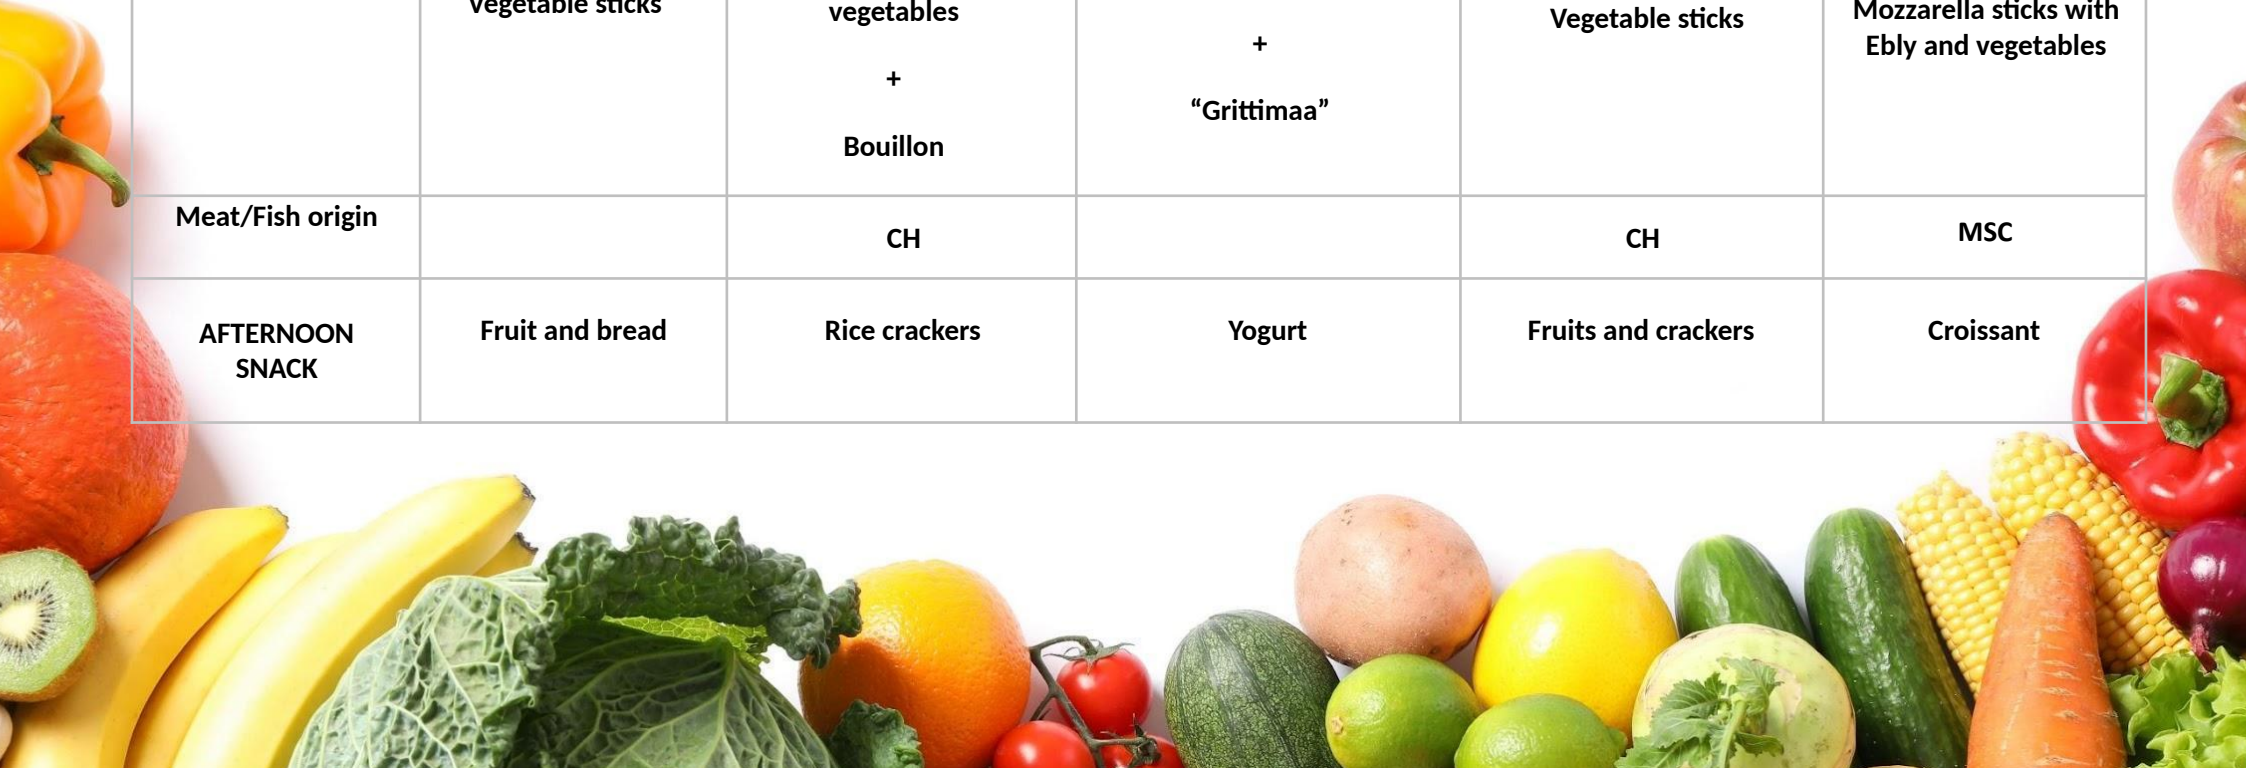 Vegetable sticks
vegetables
+
Bouillon
+
“Grittimaa”
Vegetable sticks
Mozzarella sticks with
Ebly and vegetables
Meat/Fish origin
CH
CH
MSC
AFTERNOON
SNACK
Fruit and bread
Rice crackers
Yogurt
Fruits and crackers
Croissant